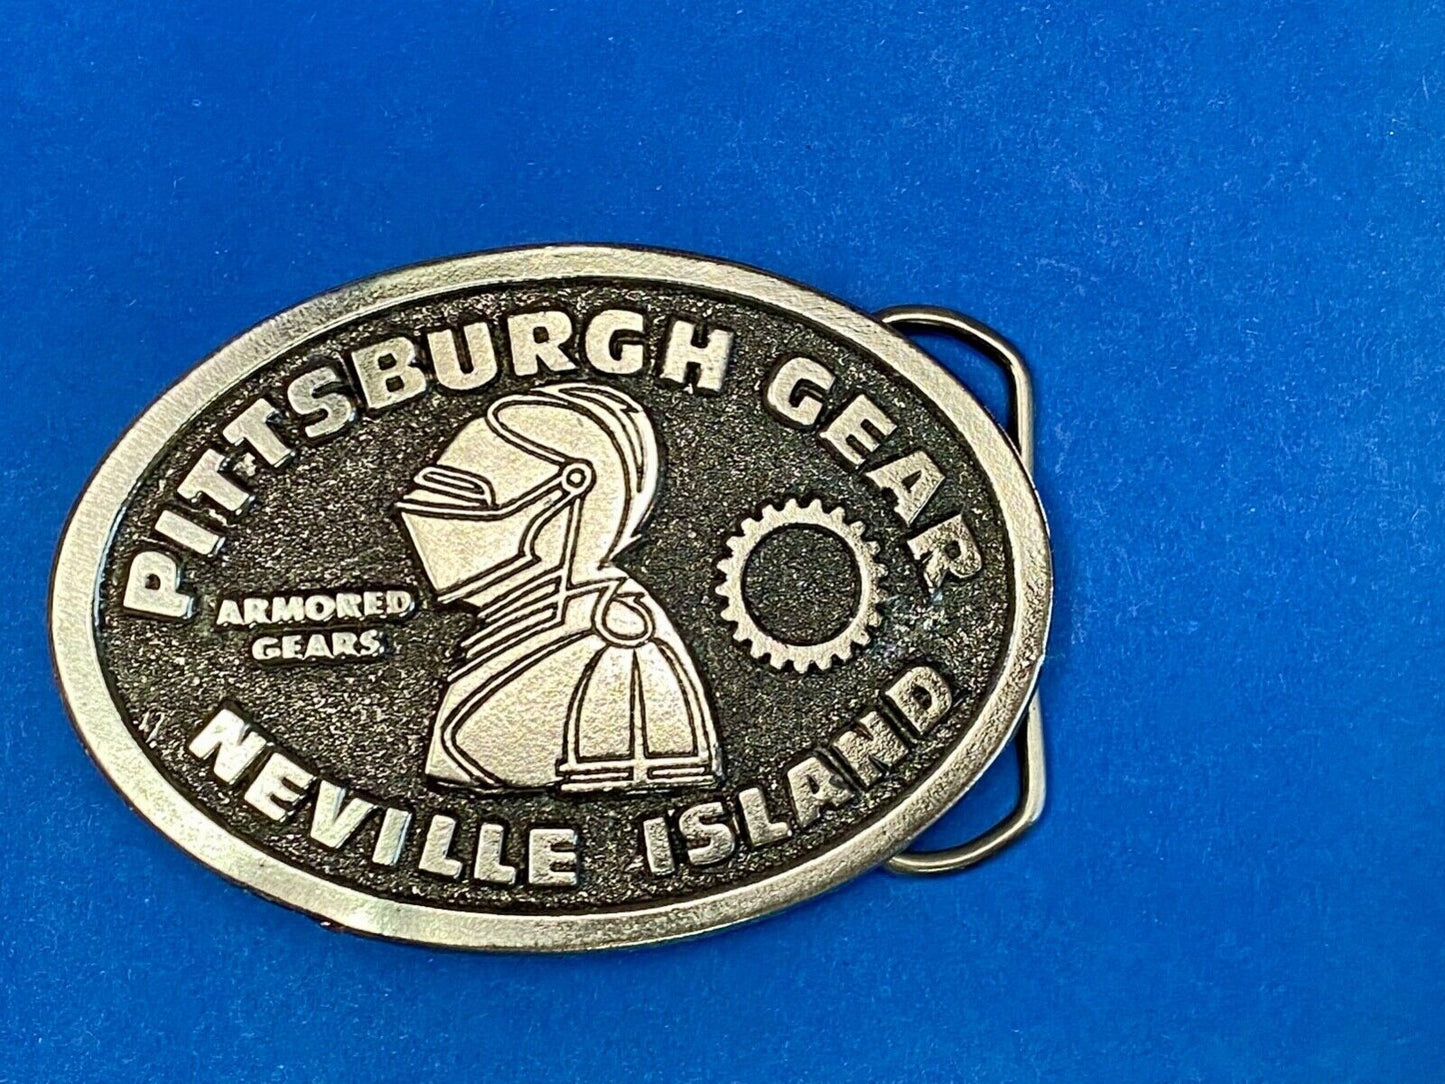 PITTSBURGH GEAR
ARMORED
GEARS
NEVILLE ISLAND